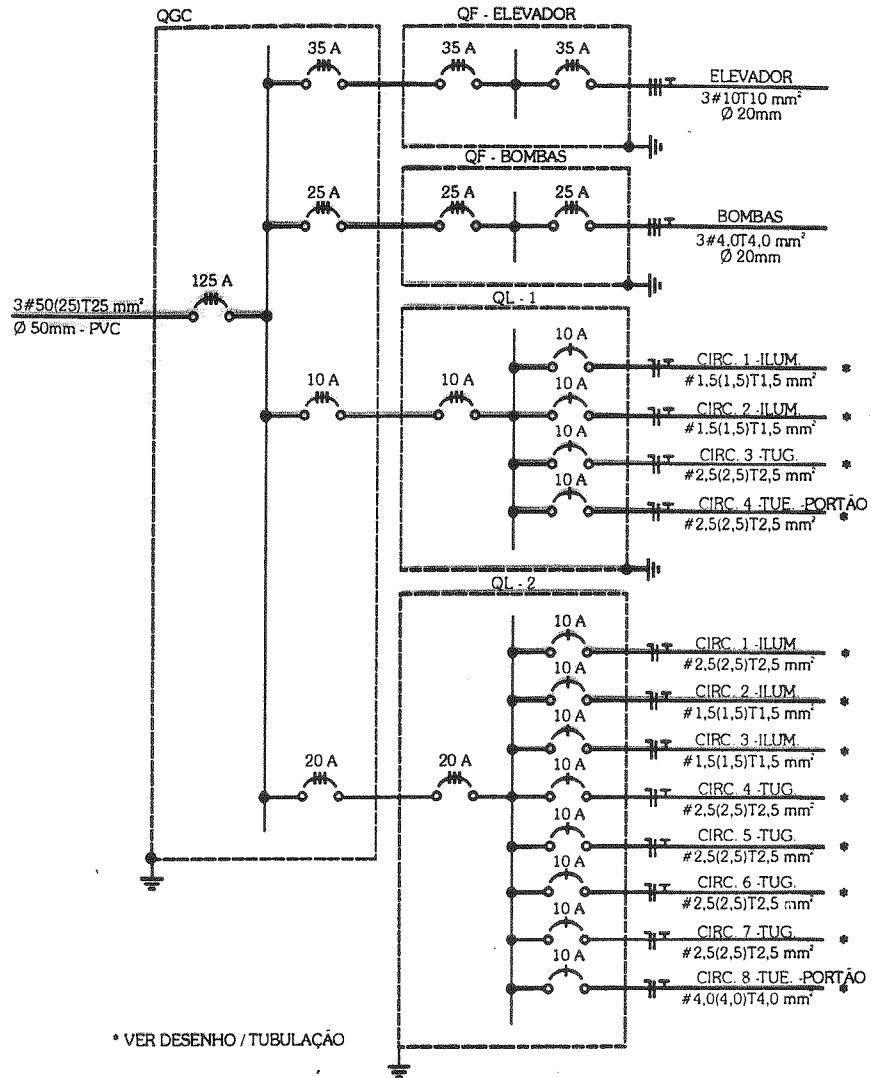 QGC
QF - ELEVADOR
35 A
35 A
35 A
ELEVADOR
3#10T10 mm²
Ø 20mm
QF - BOMBAS
25 A
25 A
25 A
BOMBAS
3#4,0T4,0 mm²
Ø 20mm
125 A
3#50(25)T25 mm²
Ø 50mm - PVC
QL - 1
10 A
10 A
10 A
CIRC. 1 -ILUM. *
#1,5(1,5)T1,5 mm²
10 A
CIRC. 2 -ILUM. *
#1,5(1,5)T1,5 mm²
10 A
CIRC. 3 -TUG. *
#2,5(2,5)T2,5 mm²
10 A
CIRC. 4 -TUE. -PORTÃO
#2,5(2,5)T2,5 mm² *
QL - 2
20 A
20 A
10 A
CIRC. 1 -ILUM. *
#2,5(2,5)T2,5 mm²
10 A
CIRC. 2 -ILUM. *
#1,5(1,5)T1,5 mm²
10 A
CIRC. 3 -ILUM. *
#1,5(1,5)T1,5 mm²
10 A
CIRC. 4 -TUG. *
#2,5(2,5)T2,5 mm²
10 A
CIRC. 5 -TUG. *
#2,5(2,5)T2,5 mm²
10 A
CIRC. 6 -TUG. *
#2,5(2,5)T2,5 mm²
10 A
CIRC. 7 -TUG. *
#2,5(2,5)T2,5 mm²
10 A
CIRC. 8 -TUE. -PORTÃO
#4,0(4,0)T4,0 mm² *
* VER DESENHO / TUBULAÇÃO